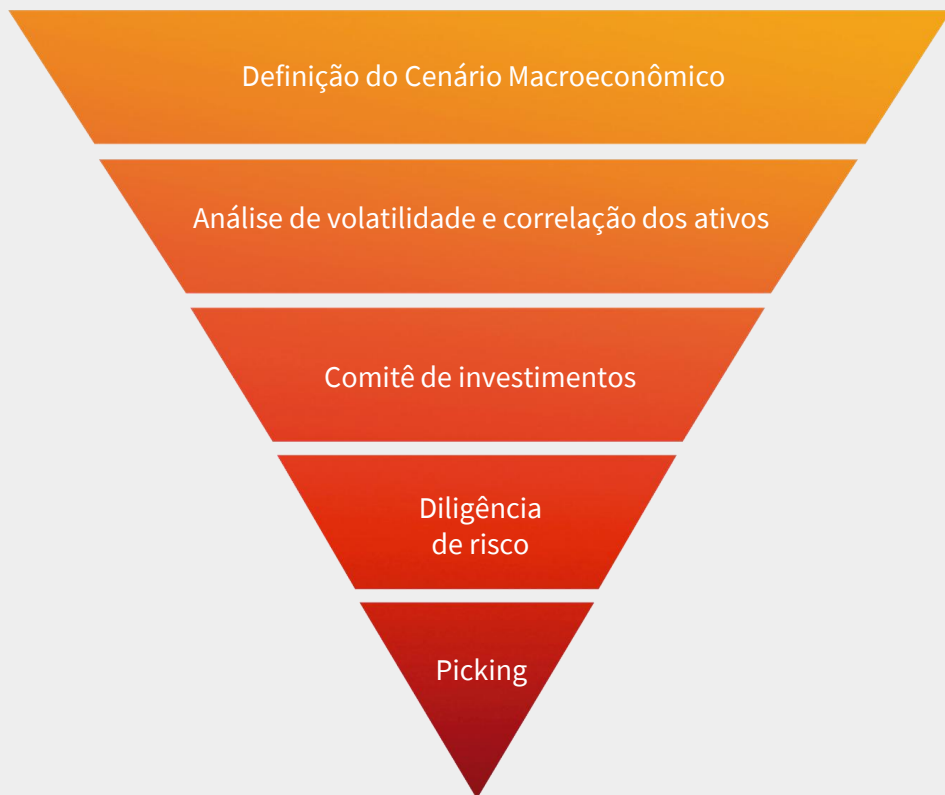 Definição do Cenário Macroeconômico
Análise de volatilidade e correlação dos ativos
Comitê de investimentos
Diligência
de risco
Picking